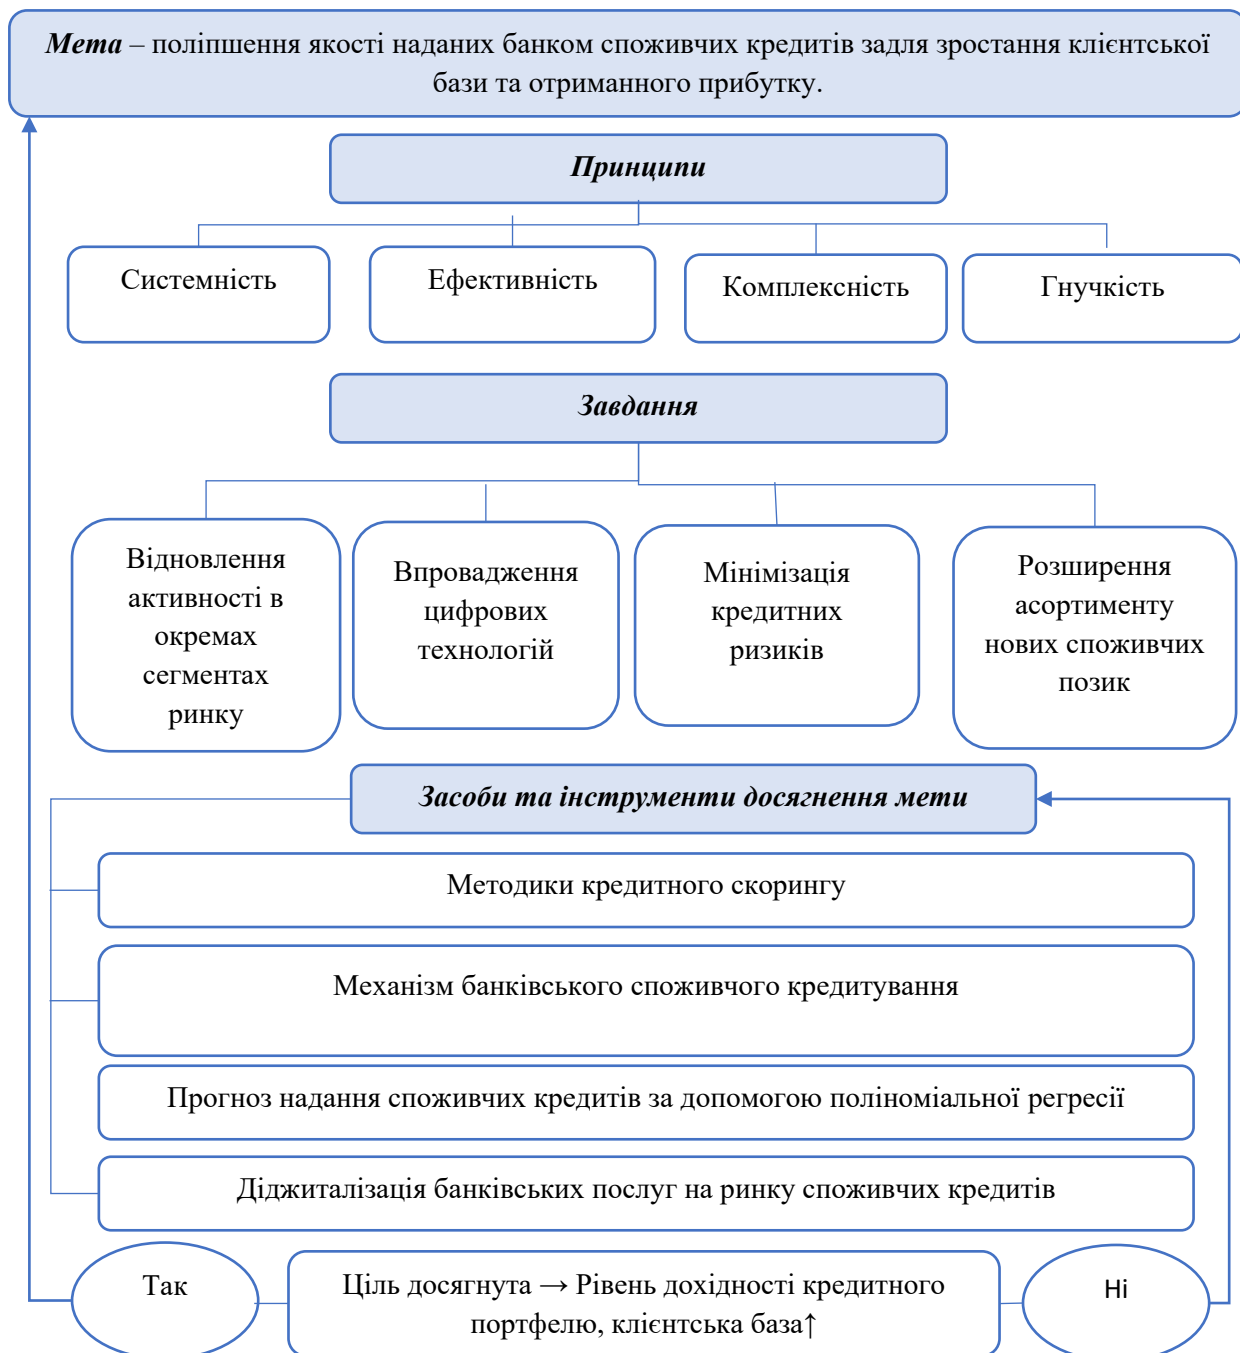 Мета – поліпшення якості наданих банком споживчих кредитів задля зростання клієнтської
бази та отриманного прибутку.
Принципи
Системність
Ефективність
Комплексність
Гнучкість
Завдання
Відновлення
активності в
окремах
сегментах
ринку
Впровадження
цифрових
технологій
Мінімізація
кредитних
ризиків
Розширення
асортименту
нових споживчих
позик
Засоби та інструменти досягнення мети
Методики кредитного скорингу
Механізм банківського споживчого кредитування
Прогноз надання споживчих кредитів за допомогою поліноміальної регресії
Діджиталізація банківських послуг на ринку споживчих кредитів
Так
Ціль досягнута → Рівень дохідності кредитного
портфелю, клієнтська база↑
Ні